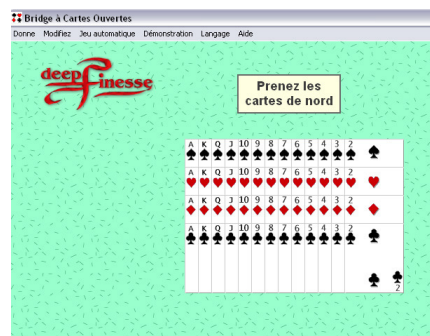 Bridge à Cartes Ouvertes
Donne Modifiez Jeu automatique Démonstration Langage Aide
deep Finesse
Prenez les
cartes de nord
A K Q J 10 9 8 7 6 5 4 3 2
A K Q J 10 9 8 7 6 5 4 3 2
A K Q J 10 9 8 7 6 5 4 3 2
A K Q J 10 9 8 7 6 5 4 3 2
2